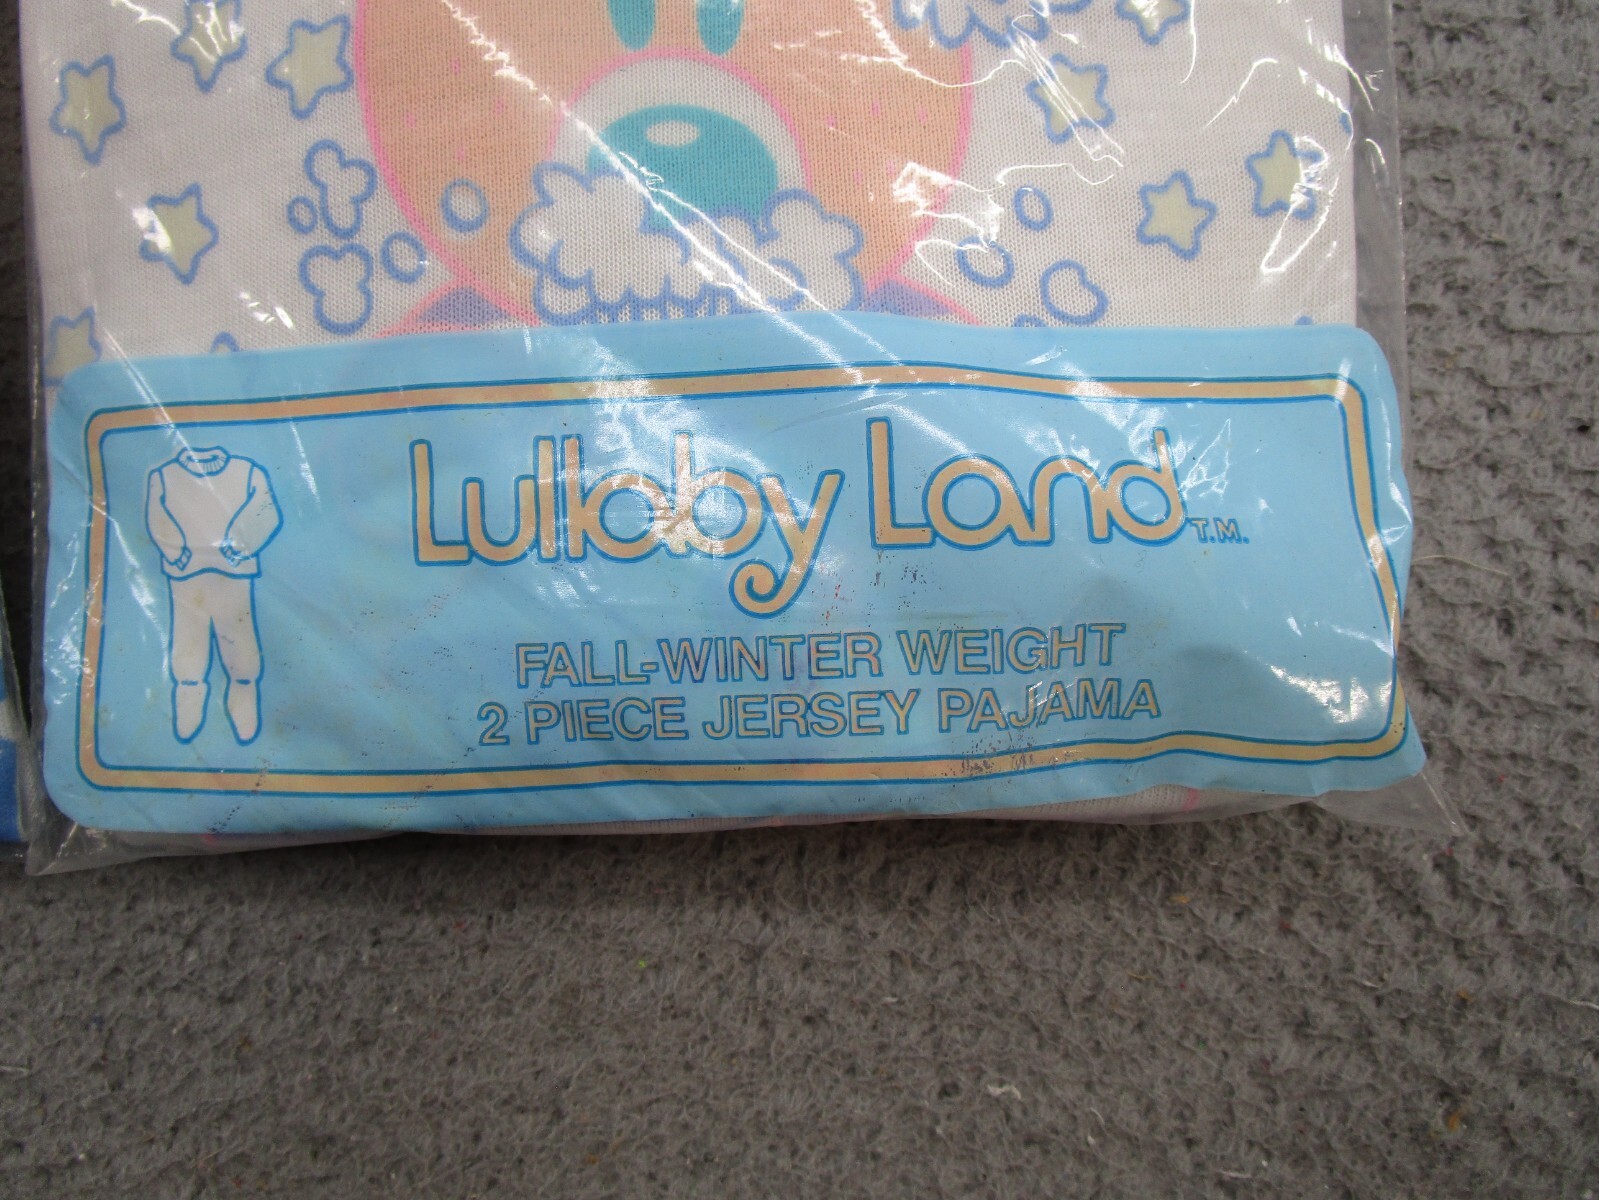 Lullaby Land T.M.
FALL-WINTER WEIGHT
2 PIECE JERSEY PAJAMA